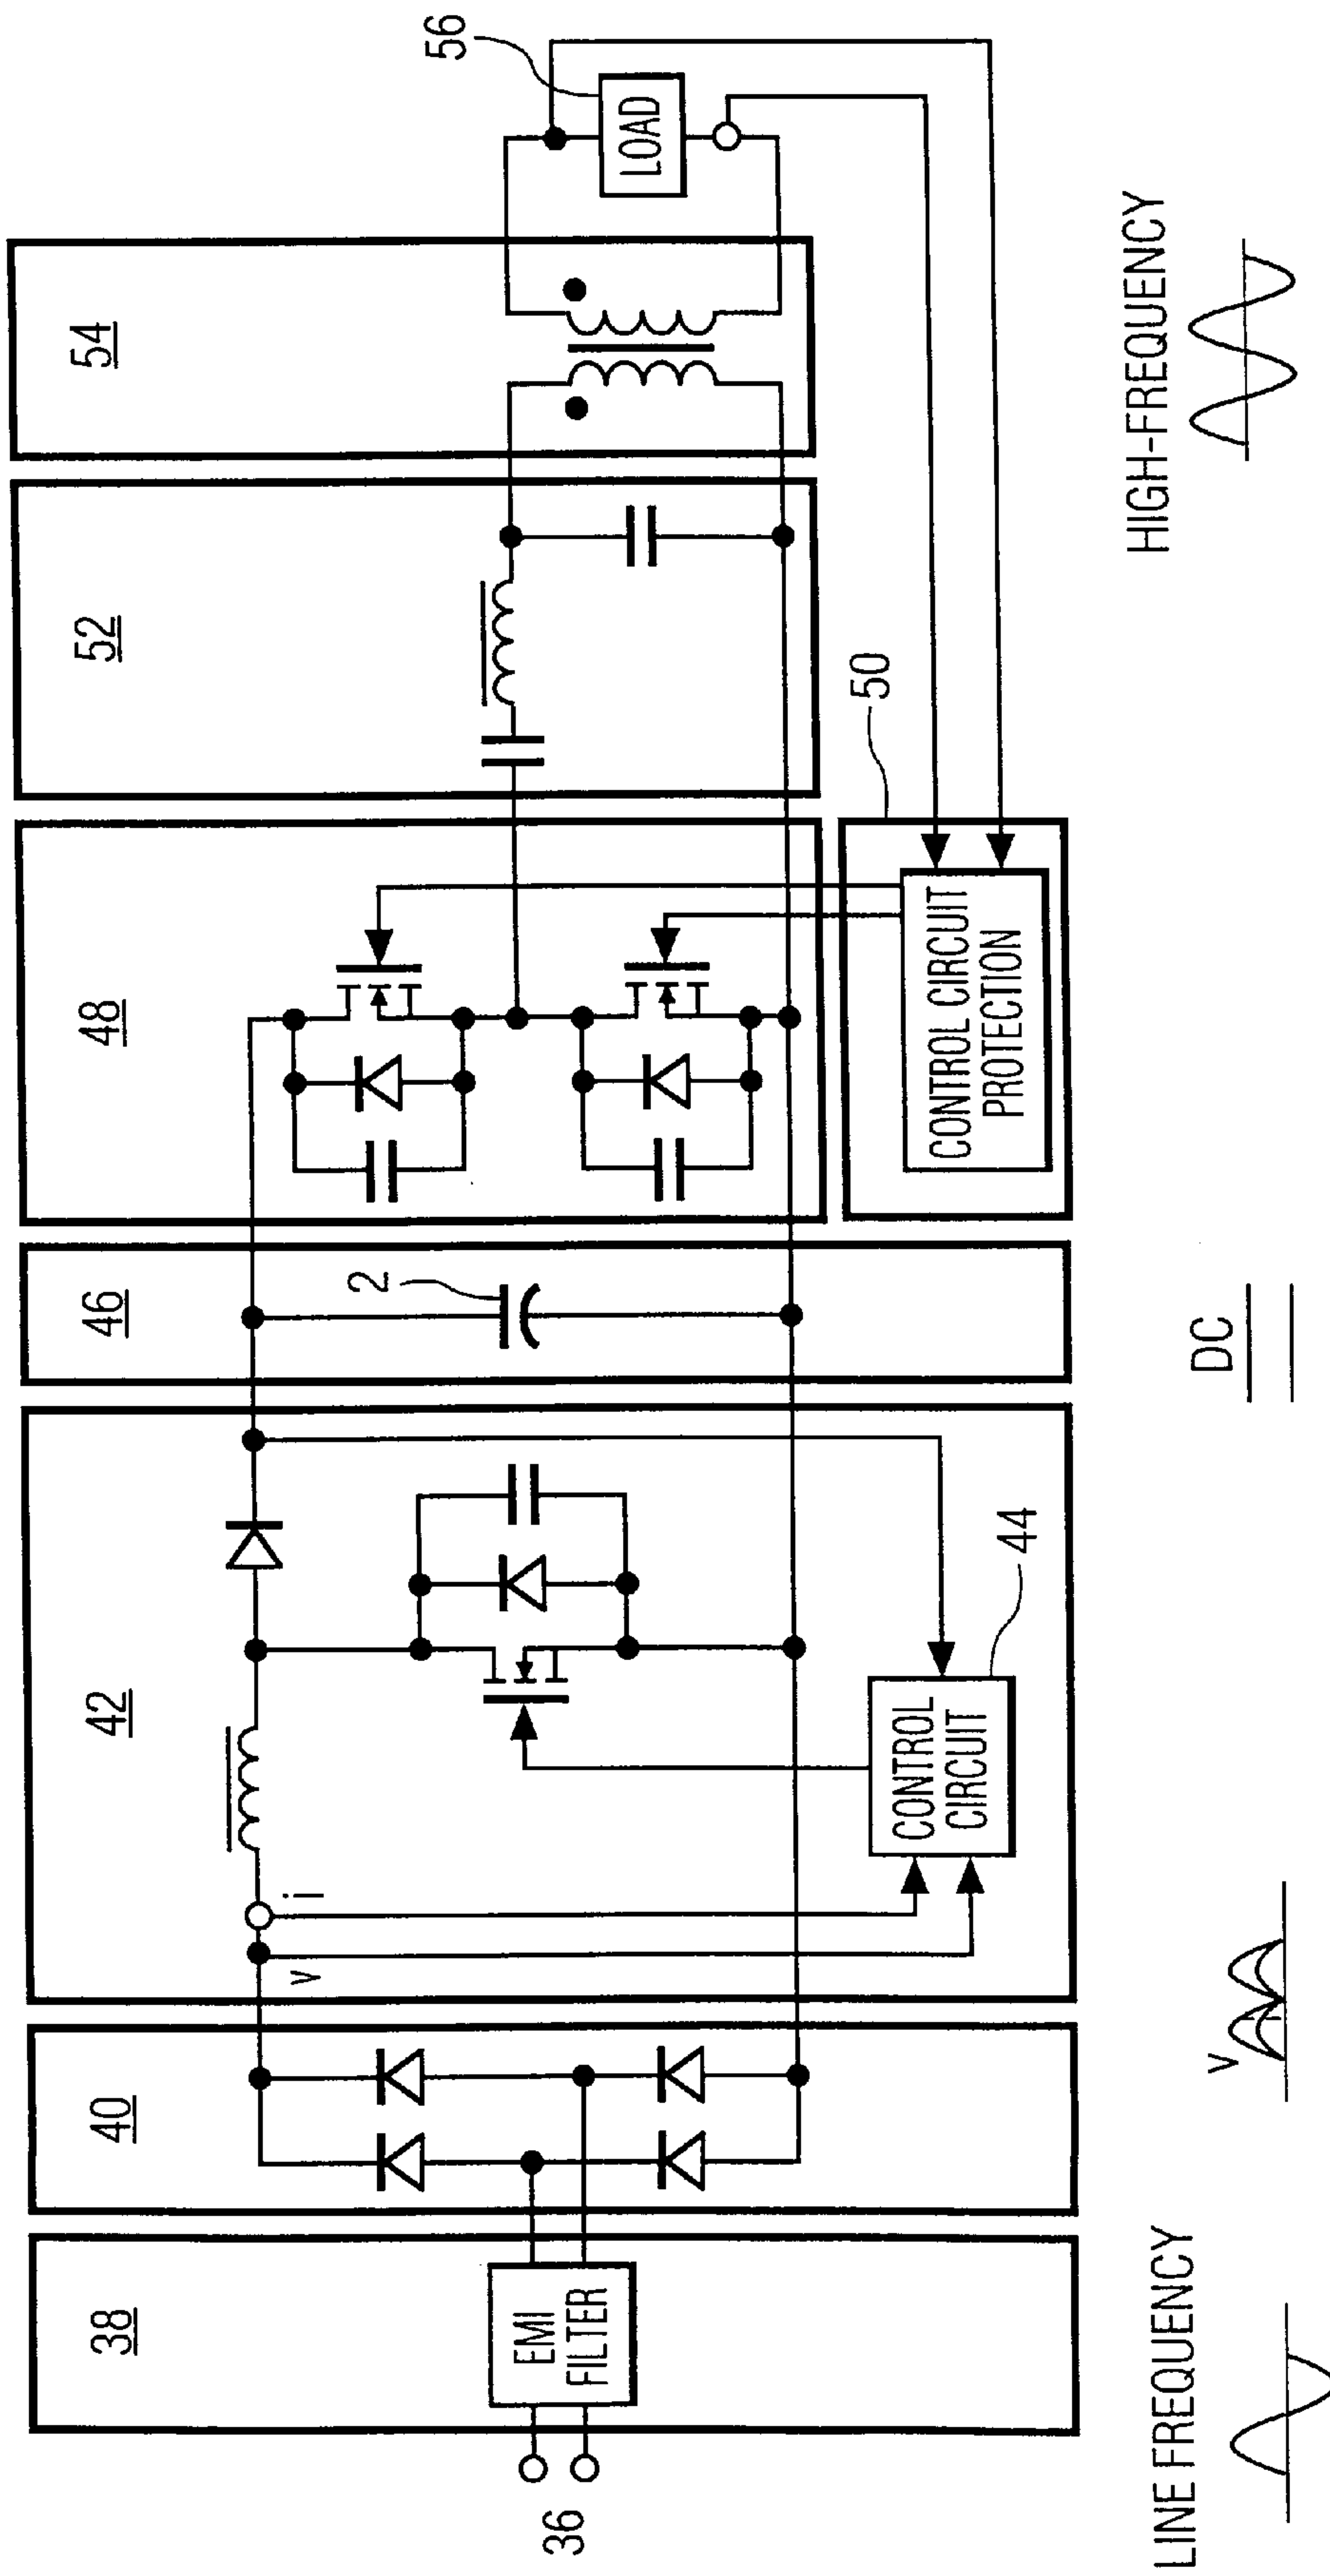 38
40
42
46
48
52
54
56
36
EMI
FILTER
v
i
CONTROL
CIRCUIT
44
2
CONTROL CIRCUIT
PROTECTION
50
LOAD
LINE FREQUENCY
v
DC
HIGH-FREQUENCY